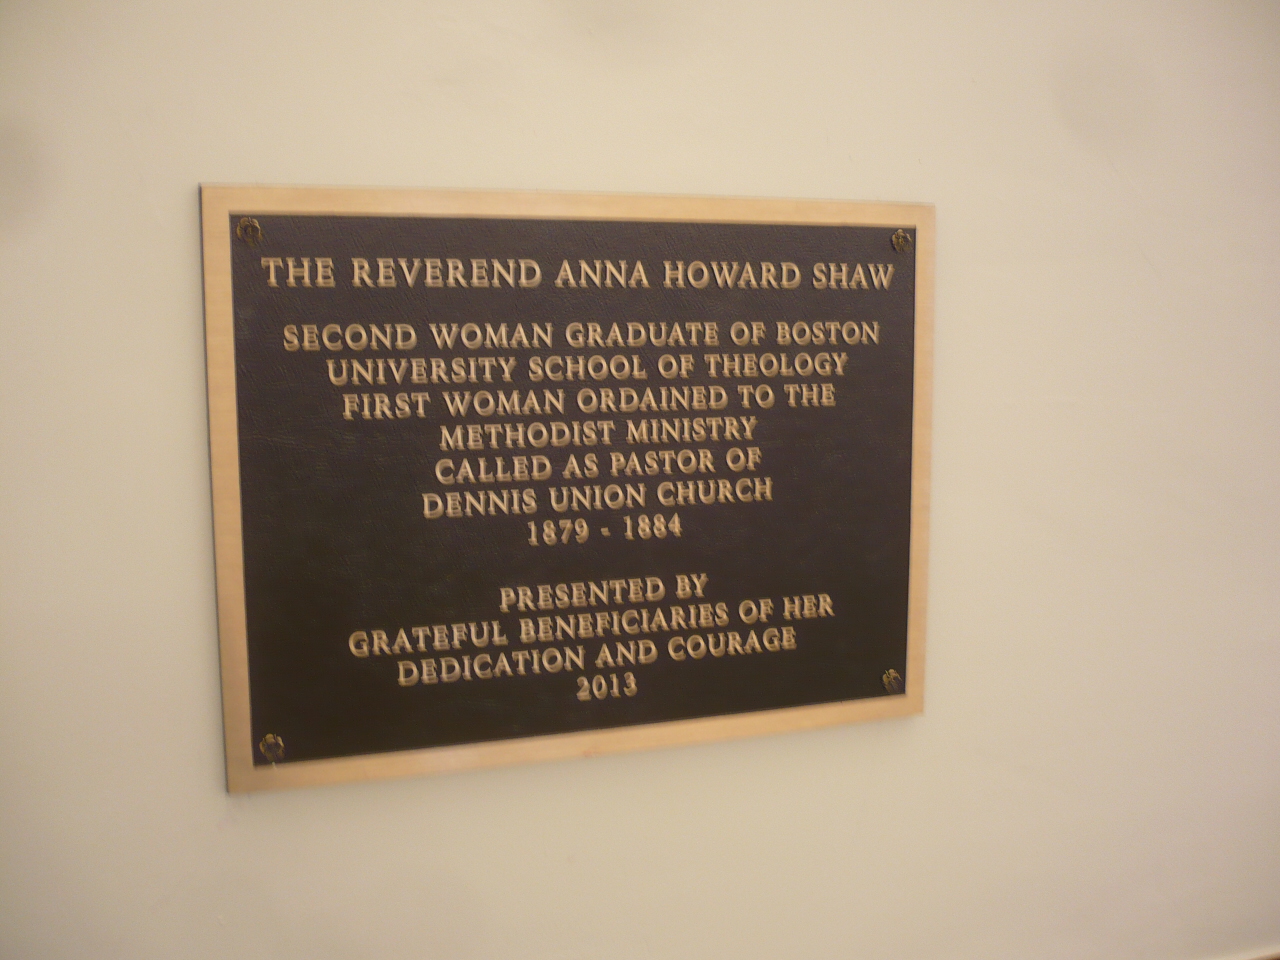 THE REVEREND ANNA HOWARD SHAW
SECOND WOMAN GRADUATE OF BOSTON
UNIVERSITY SCHOOL OF THEOLOGY
FIRST WOMAN ORDAINED TO THE
METHODIST MINISTRY
CALLED AS PASTOR OF
DENNIS UNION CHURCH
1879 - 1884
PRESENTED BY
GRATEFUL BENEFICIARIES OF HER
DEDICATION AND COURAGE
2013